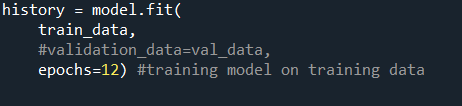 history = model.fit(
    train_data,
    #validation_data=val_data,
    epochs=12) #training model on training data